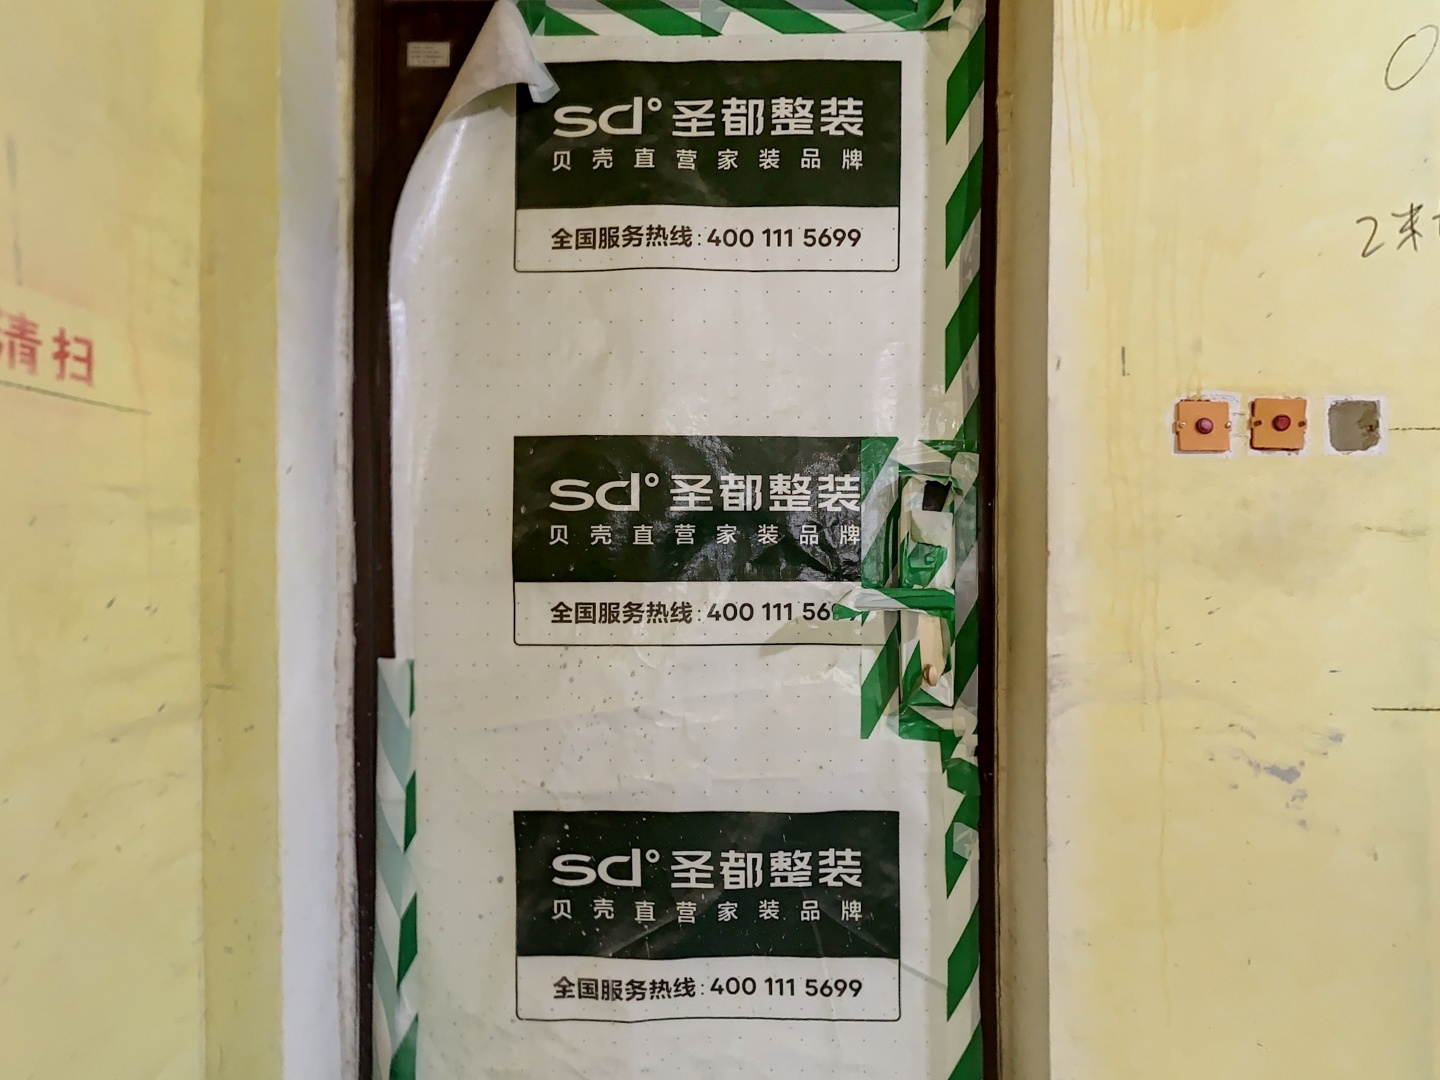 sd°圣都整装
贝壳直营家装品牌
全国服务热线:400 111 5699
清扫
2米
sd°圣都整装
贝壳直营家装品牌
全国服务热线:400 111 56
sd°圣都整装
贝壳直营家装品牌
全国服务热线:400 111 5699